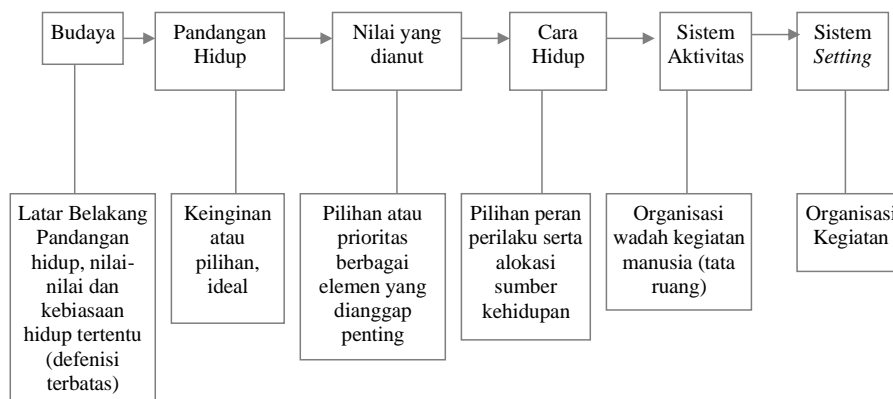 Budaya
Pandangan
Hidup
Nilai yang
dianut
Cara
Hidup
Sistem
Aktivitas
Sistem
Setting
Latar Belakang
Pandangan
hidup, nilai-
nilai dan
kebiasaan
hidup tertentu
(defenisi
terbatas)
Keinginan
atau
pilihan,
ideal
Pilihan atau
prioritas
berbagai
elemen yang
dianggap
penting
Pilihan peran
perilaku serta
alokasi
sumber
kehidupan
Organisasi
wadah kegiatan
manusia (tata
ruang)
Organisasi
Kegiatan